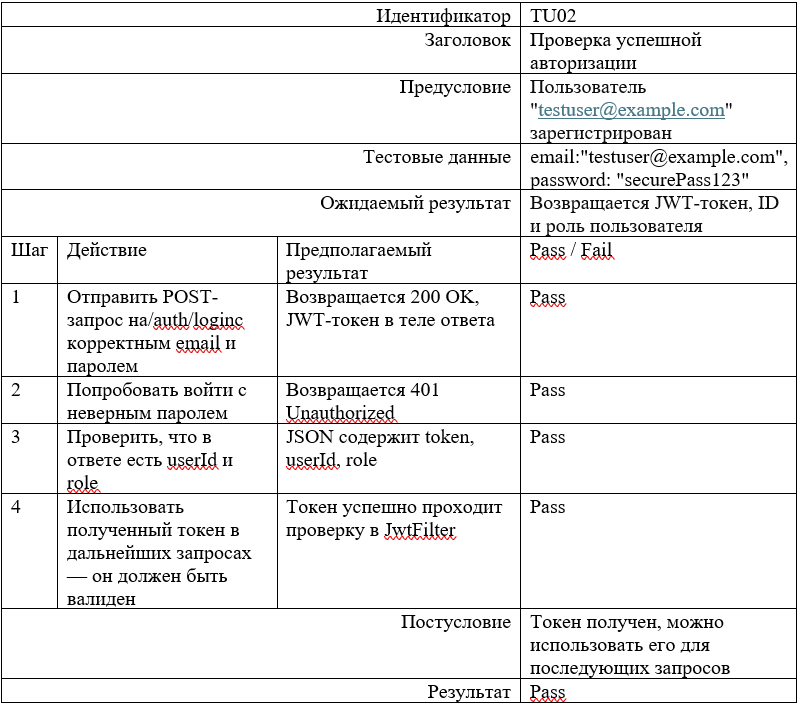 Идентификатор TU02
Заголовок Проверка успешной
авторизации
Предусловие Пользователь
"testuser@example.com"
зарегистрирован
Тестовые данные email:"testuser@example.com",
password: "securePass123"
Ожидаемый результат Возвращается JWT-токен, ID
и роль пользователя
Шаг Действие Предполагаемый
результат Pass / Fail
1 Отправить POST-
запрос на/auth/loginс
корректным email и
паролем Возвращается 200 OK,
JWT-токен в теле ответа Pass
2 Попробовать войти с
неверным паролем Возвращается 401
Unauthorized Pass
3 Проверить, что в
ответе есть userId и
role JSON содержит token,
userId, role Pass
4 Использовать
полученный токен в
дальнейших запросах
— он должен быть
валиден Токен успешно проходит
проверку в JwtFilter Pass
Постусловие Токен получен, можно
использовать его для
последующих запросов
Результат Pass